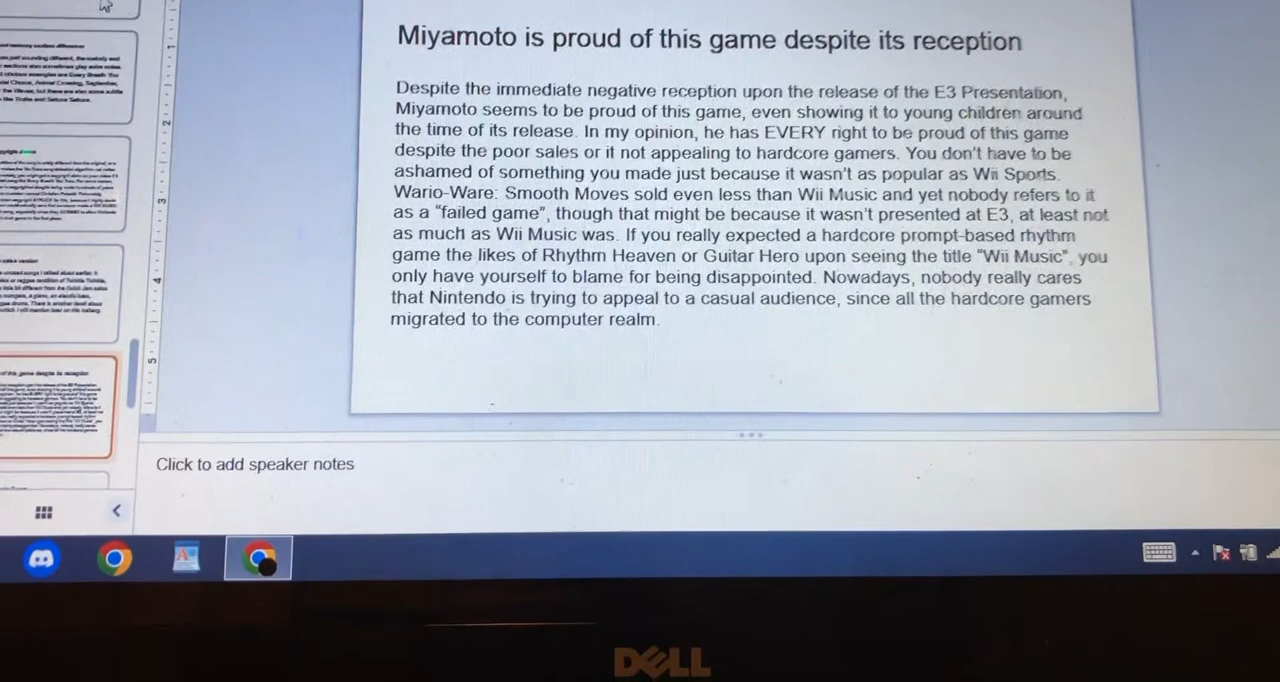 Miyamoto is proud of this game despite its reception
Despite the immediate negative reception upon the release of the E3 Presentation,
Miyamoto seems to be proud of this game, even showing it to young children around
the time of its release. In my opinion, he has EVERY right to be proud of this game
despite the poor sales or it not appealing to hardcore gamers. You don't have to be
ashamed of something you made just because it wasn't as popular as Wii Sports.
Wario-Ware: Smooth Moves sold even less than Wii Music and yet nobody refers to it
as a "failed game", though that might be because it wasn't presented at E3, at least not
as much as Wii Music was. If you really expected a hardcore prompt-based rhythm
game the likes of Rhythm Heaven or Guitar Hero upon seeing the title "Wii Music", you
only have yourself to blame for being disappointed. Nowadays, nobody really cares
that Nintendo is trying to appeal to a casual audience, since all the hardcore gamers
migrated to the computer realm.
Click to add speaker notes
1
2
3
4
5
DELL